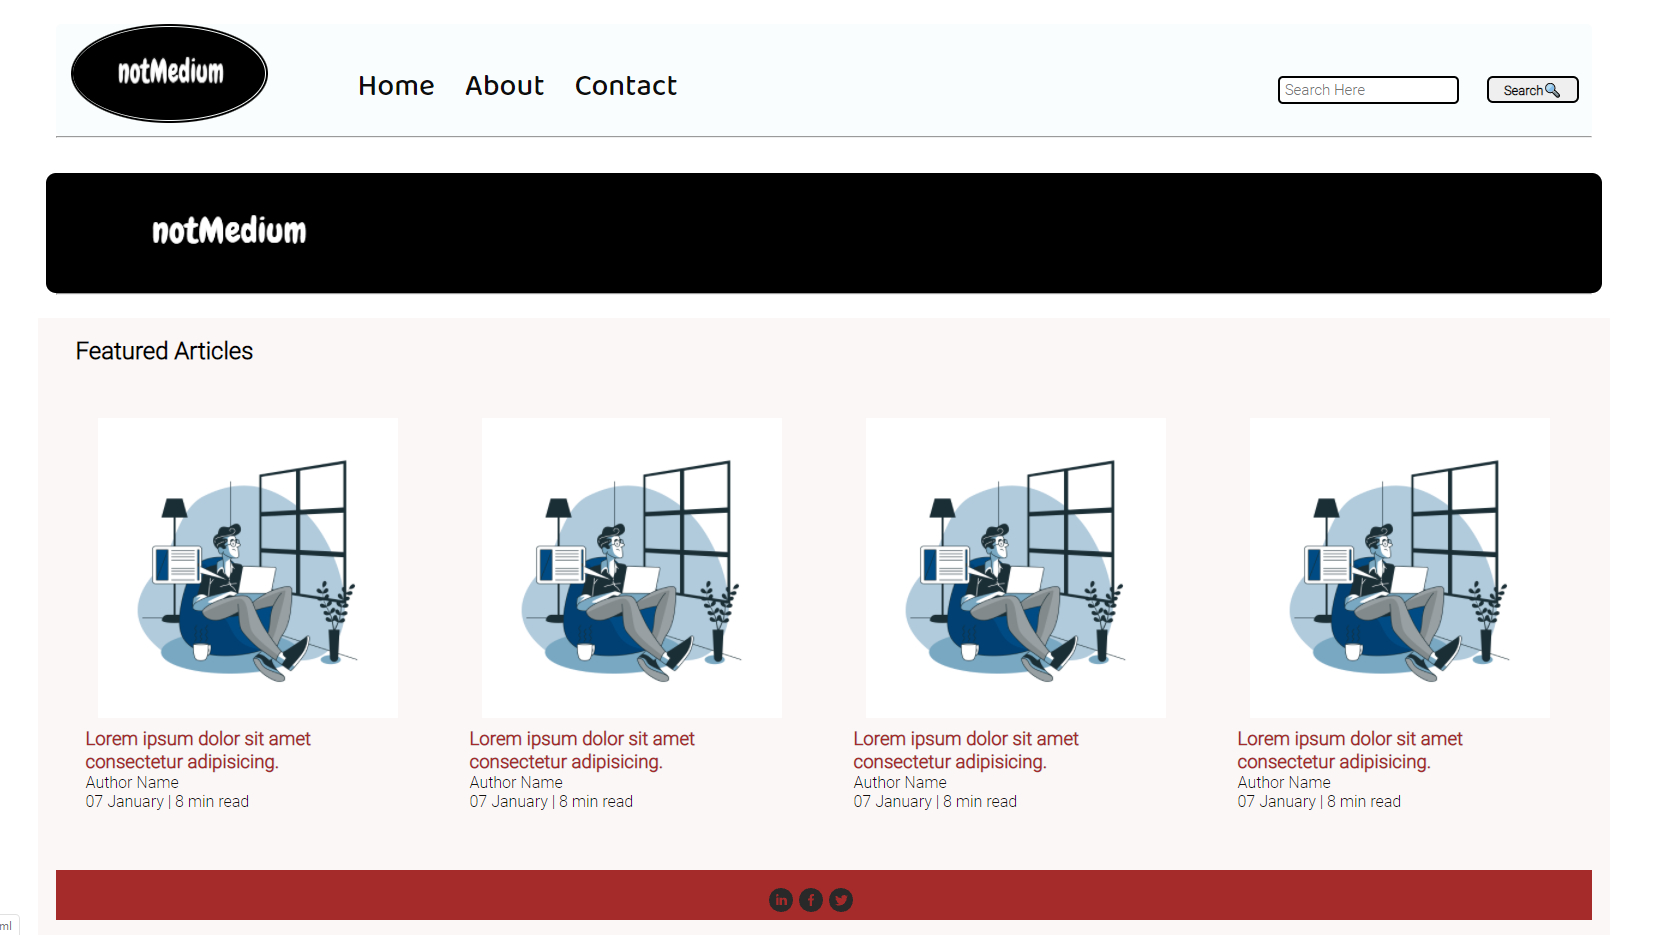 notMedium
Home About Contact
Search Here
Search
notMedium
Featured Articles
Lorem ipsum dolor sit amet
consectetur adipisicing.
Author Name
07 January | 8 min read
Lorem ipsum dolor sit amet
consectetur adipisicing.
Author Name
07 January | 8 min read
Lorem ipsum dolor sit amet
consectetur adipisicing.
Author Name
07 January | 8 min read
Lorem ipsum dolor sit amet
consectetur adipisicing.
Author Name
07 January | 8 min read
in f
ml